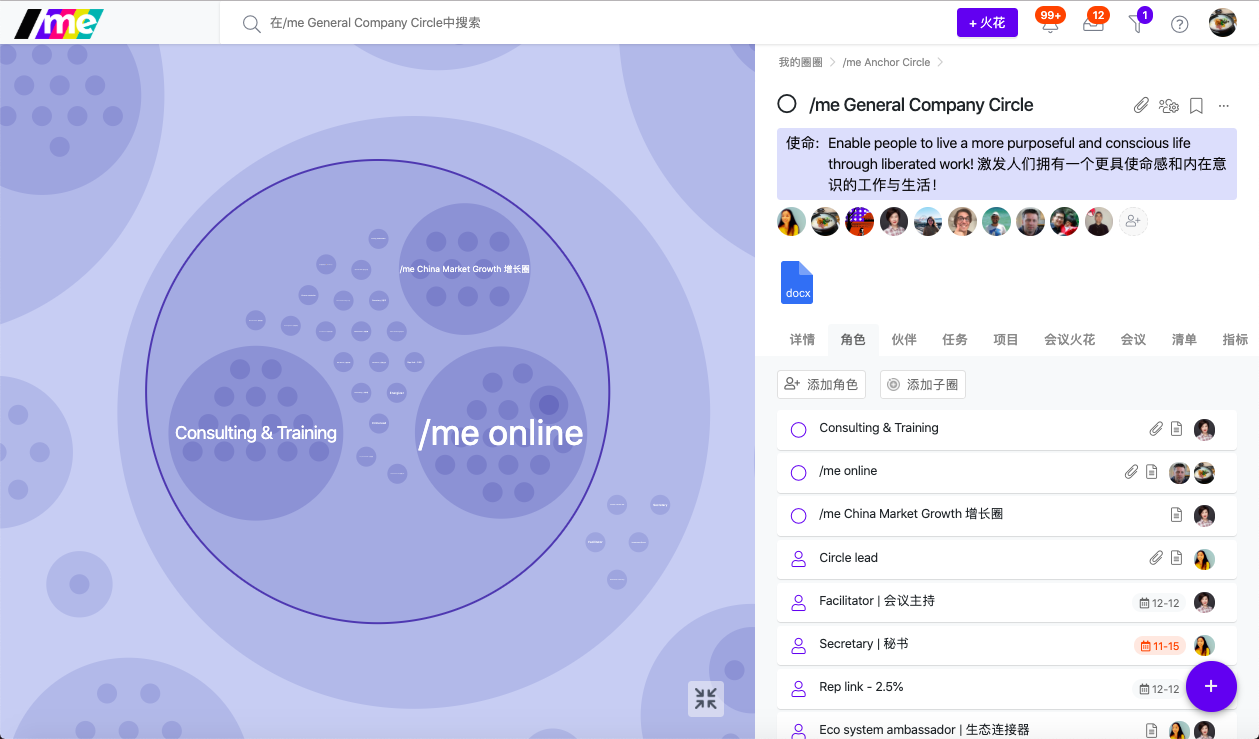 /me
在/me General Company Circle中搜索
+ 火花
99+
12
1
我的圈圈
/me Anchor Circle
/me General Company Circle
使命:
Enable people to live a more purposeful and conscious life
through liberated work! 激发人们拥有一个更具使命感和内在意
识的工作与生活!
docx
详情
角色
伙伴
任务
项目
会议火花
会议
清单
指标
添加角色
添加子圈
Consulting & Training
/me online
/me China Market Growth 增长圈
Circle lead
Facilitator | 会议主持
12-12
Secretary | 秘书
11-15
Rep link - 2.5%
12-12
+
Eco system ambassador | 生态连接器
/me China Market Growth 增长圈
Consulting & Training
/me online